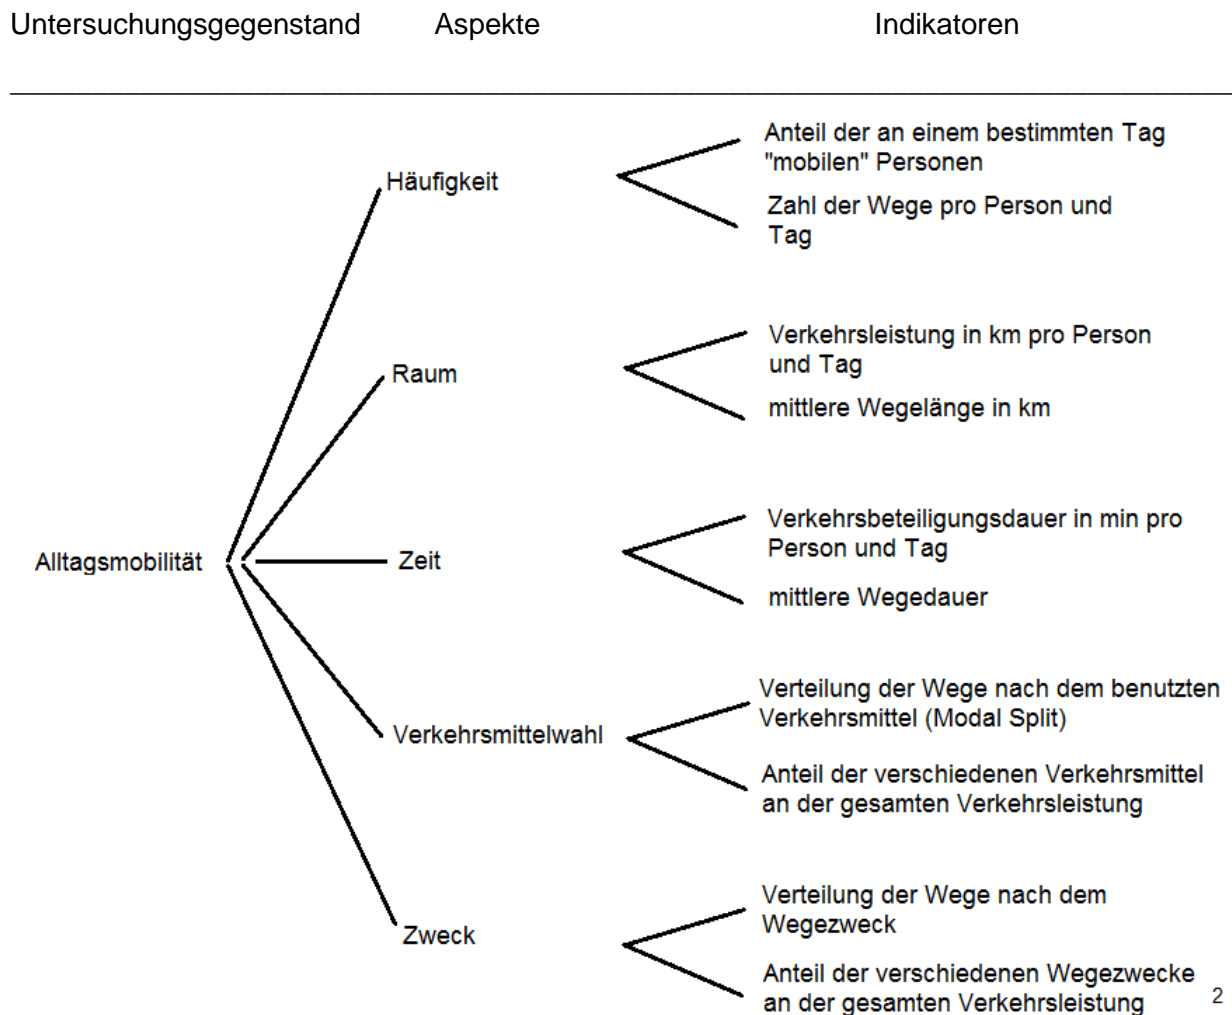 Untersuchungsgegenstand Aspekte Indikatoren
Anteil der an einem bestimmten Tag
"mobilen" Personen
Häufigkeit
Zahl der Wege pro Person und
Tag
Verkehrsleistung in km pro Person
und Tag
Raum
mittlere Wegelänge in km
Verkehrsbeteiligungsdauer in min pro
Person und Tag
Alltagsmobilität Zeit
mittlere Wegedauer
Verteilung der Wege nach dem benutzten
Verkehrsmittel (Modal Split)
Verkehrsmittelwahl
Anteil der verschiedenen Verkehrsmittel
an der gesamten Verkehrsleistung
Verteilung der Wege nach dem
Wegezweck
Zweck
Anteil der verschiedenen Wegezwecke
an der gesamten Verkehrsleistung
2